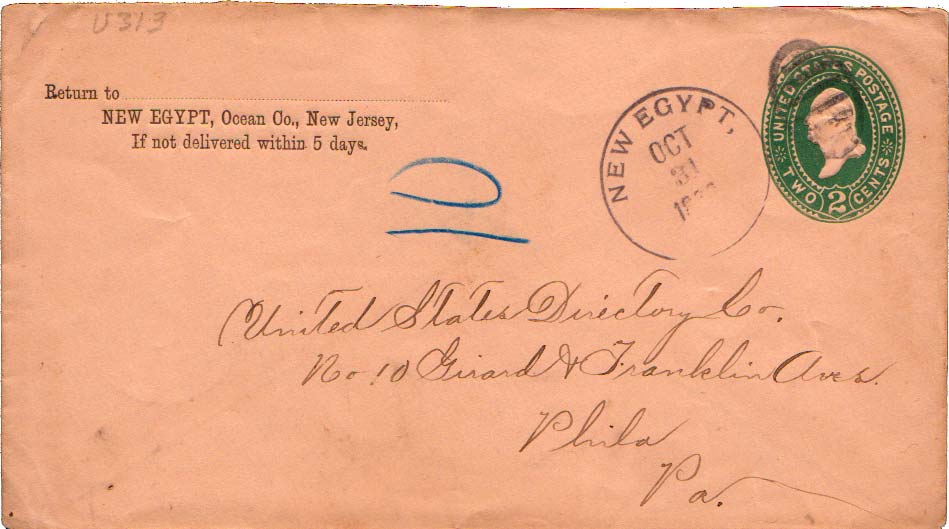 U313
Return to
NEW EGYPT, Ocean Co., New Jersey,
If not delivered within 5 days.
NEW EGYPT,
OCT
31
UNITED STATES POSTAGE
TWO 2 CENTS
10
United States Directory Co.
No. 10 Girard & Franklin Aves.
Phila
Pa.